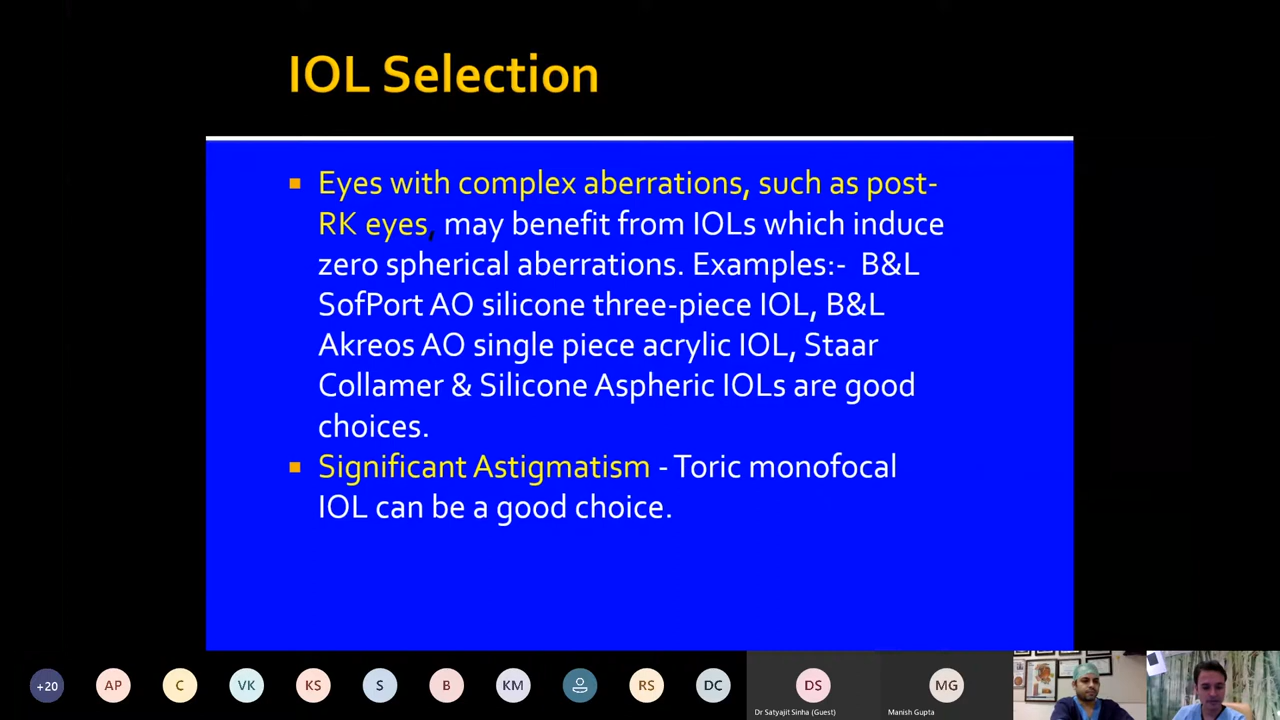 IOL Selection
Eyes with complex aberrations, such as post-
RK eyes, may benefit from IOLs which induce
zero spherical aberrations. Examples:- B&L
SofPort AO silicone three-piece IOL, B&L
Akreos AO single piece acrylic IOL, Staar
Collamer & Silicone Aspheric IOLs are good
choices.
Significant Astigmatism - Toric monofocal
IOL can be a good choice.
+20 AP C VK KS S B KM RS DC DS MG
Dr Satyajit Sinha (Guest) Manish Gupta